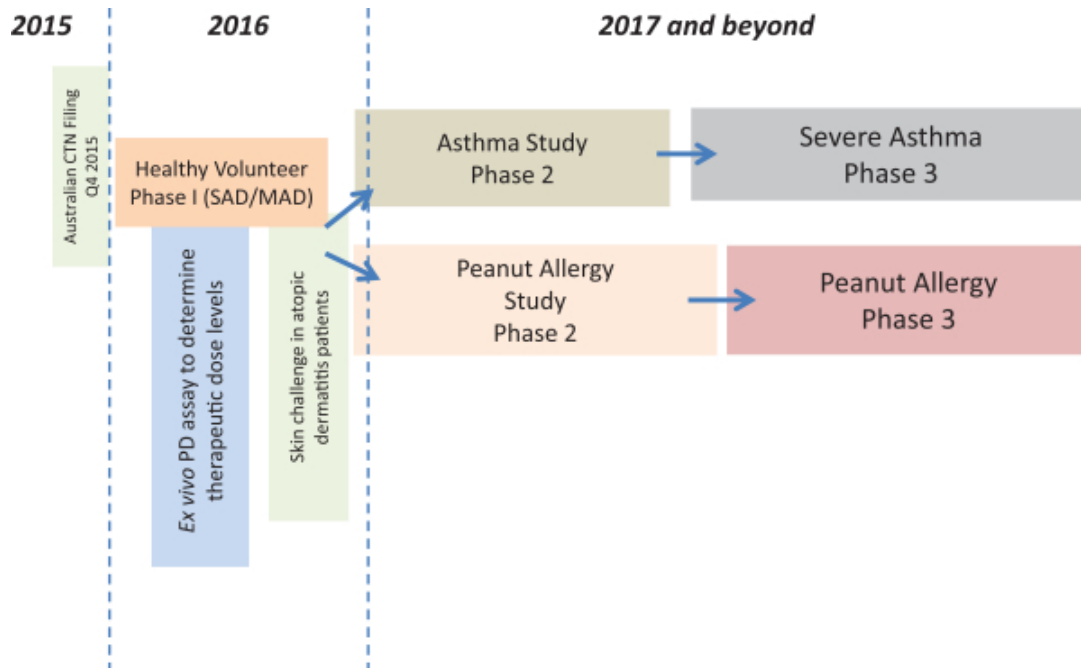 2015
2016
2017 and beyond
Australian CTN Filing
Q4 2015
Healthy Volunteer
Phase I (SAD/MAD)
Ex vivo PD assay to determine
therapeutic dose levels
Skin challenge in atopic
dermatitis patients
Asthma Study
Phase 2
Severe Asthma
Phase 3
Peanut Allergy
Study
Phase 2
Peanut Allergy
Phase 3